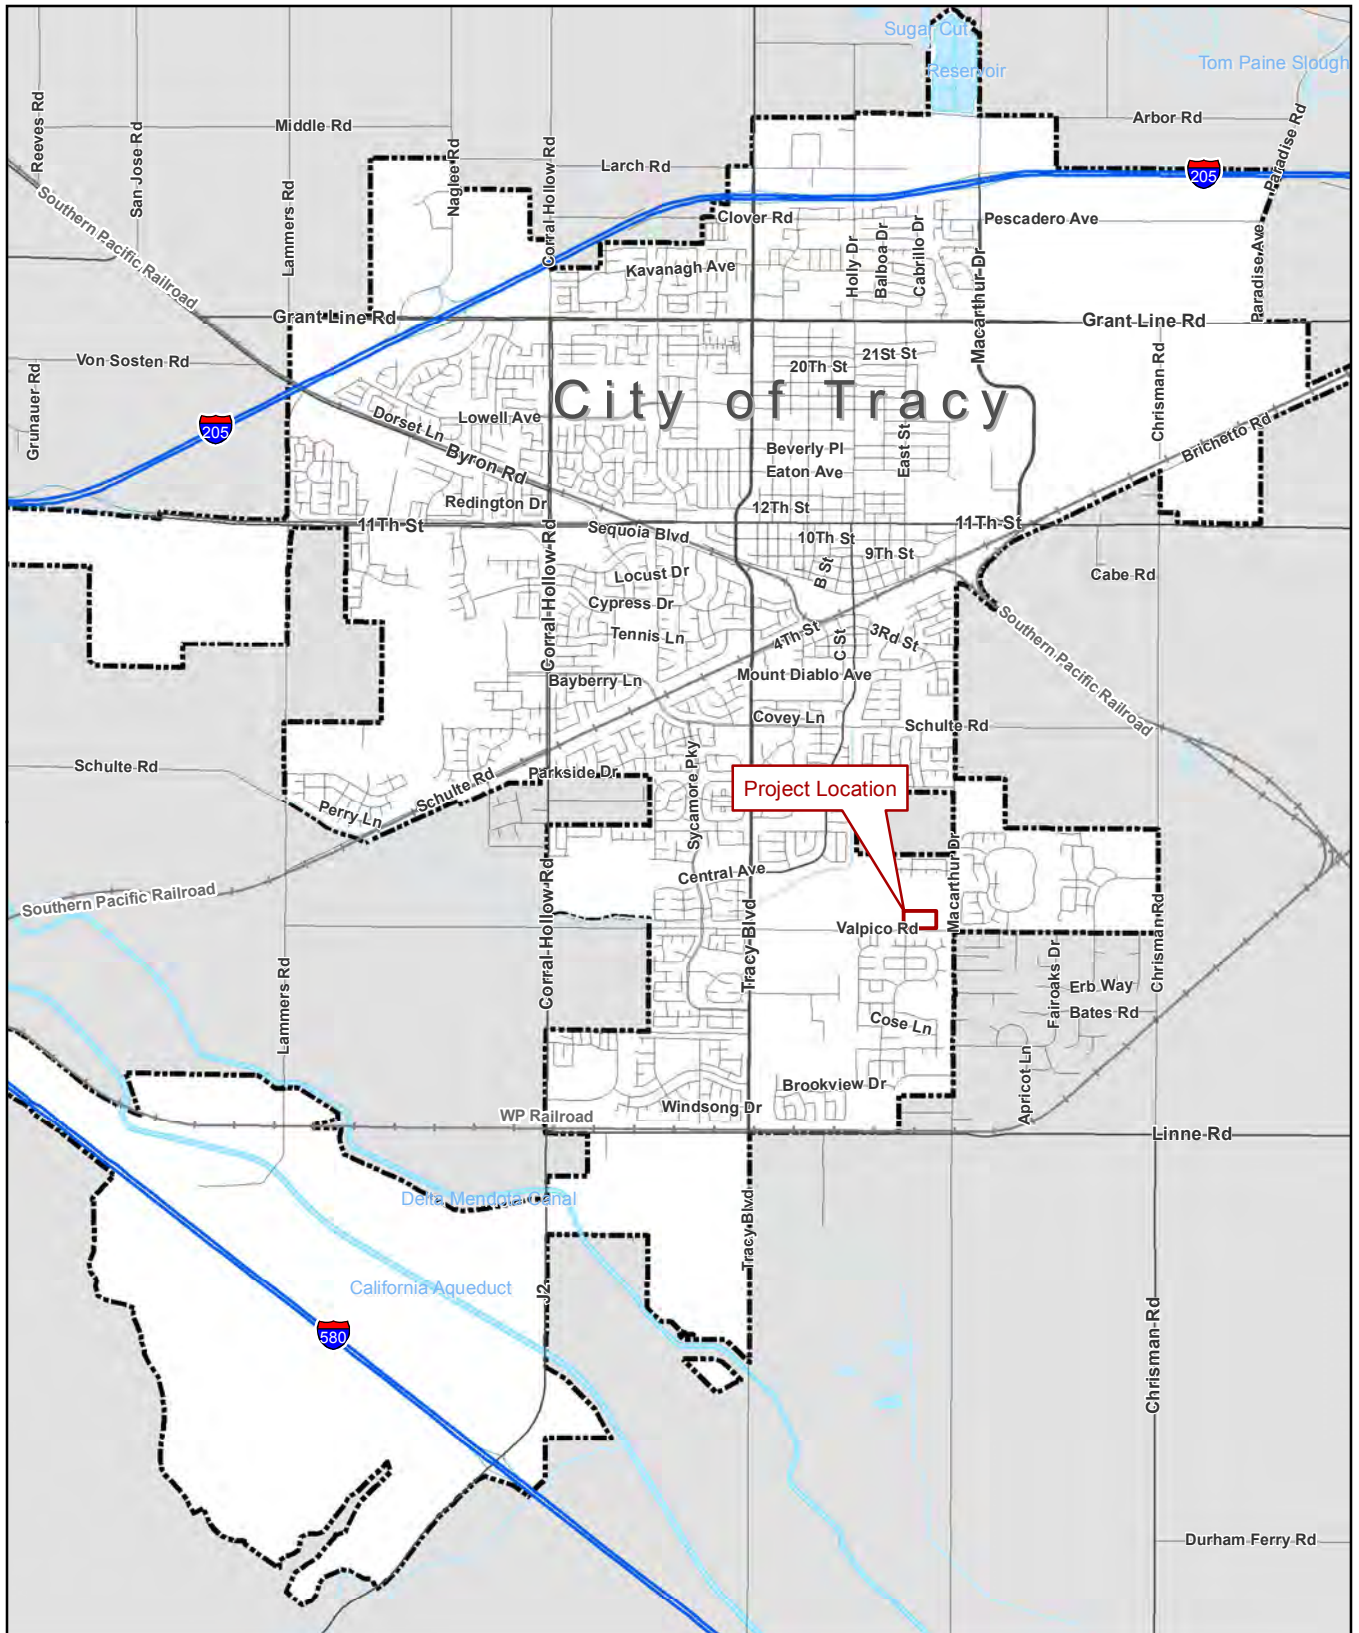 Sugar Cut
Reservoir
Tom Paine Slough
Reeves Rd
San Jose Rd
Middle Rd
Naglee Rd
Corral Hollow Rd
Larch Rd
Arbor Rd
Paradise Rd
205
Southern Pacific Railroad
Lammers Rd
Clover Rd
Pescadero Ave
Kavanagh Ave
Holly Dr
Balboa Dr
Cabrillo Dr
Macarthur Dr
Paradise Ave
Grant Line Rd
Grant Line Rd
Von Sosten Rd
Grunauer Rd
20Th St
21St St
Chrisman Rd
City of Tracy
205
Dorset Ln
Lowell Ave
Byron Rd
Beverly Pl
Eaton Ave
East St
Brichetto Rd
Redington Dr
12Th St
11Th St
Sequoia Blvd
11Th St
10Th St
9Th St
B St
Corral Hollow Rd
Locust Dr
Cypress Dr
Tennis Ln
Cabe Rd
4Th St
C St
3Rd St
Southern Pacific Railroad
Bayberry Ln
Mount Diablo Ave
Covey Ln
Schulte Rd
Schulte Rd
Parkside Dr
Schulte Rd
Perry Ln
Sycamore Pky
Project Location
Macarthur Dr
Central Ave
Southern Pacific Railroad
Corral Hollow Rd
Tracy Blvd
Valpico Rd
Chrisman Rd
Lammers Rd
Fairoaks Dr
Erb Way
Bates Rd
Cose Ln
Apricot Ln
Brookview Dr
Windsong Dr
WP Railroad
Linne Rd
Delta Mendota Canal
Tracy Blvd
California Aqueduct
J2
580
Chrisman Rd
Durham Ferry Rd